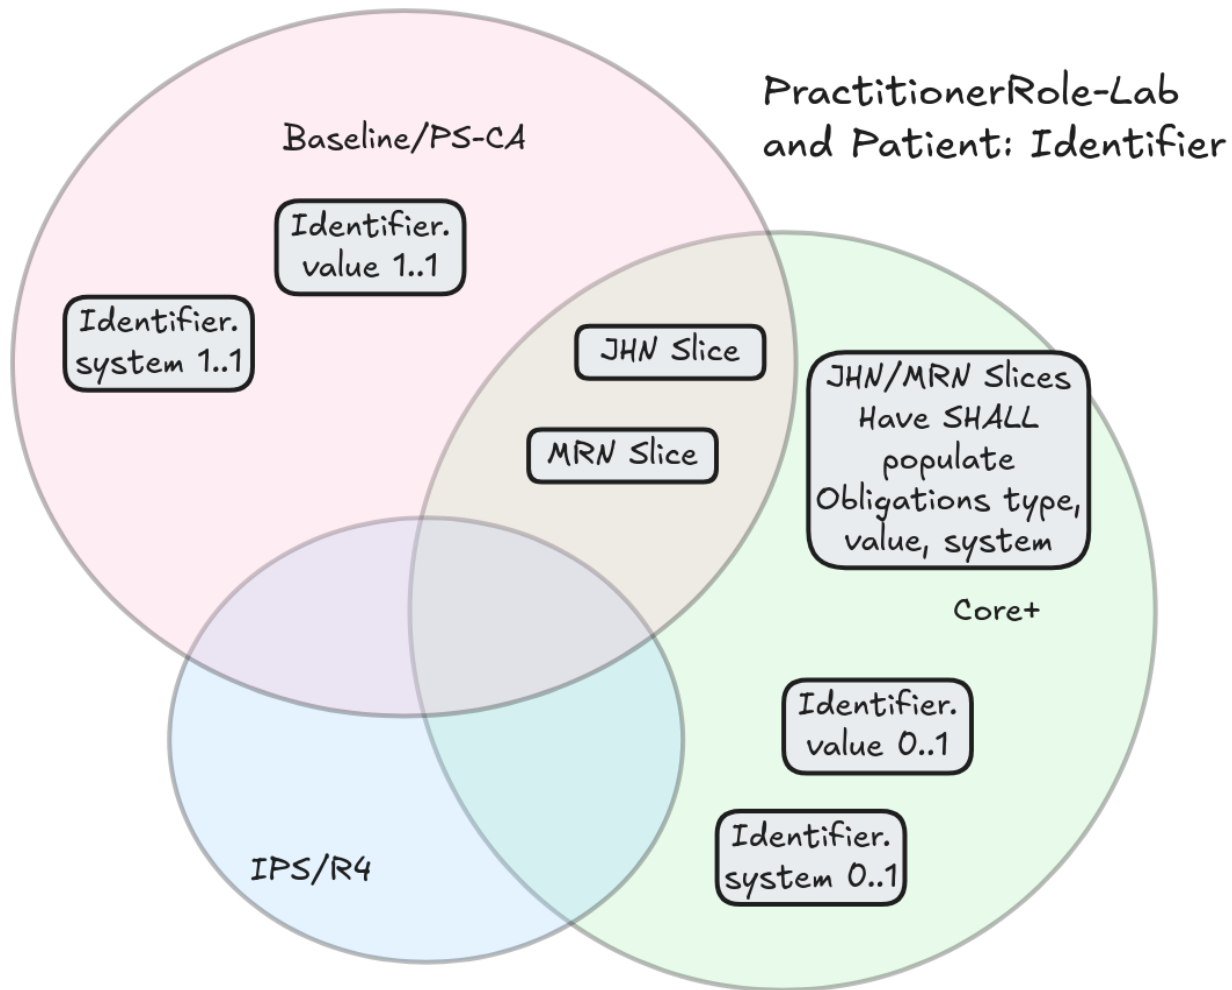 PractitionerRole-Lab
and Patient: Identifier
Baseline/PS-CA
Identifier.
value 1..1
Identifier.
system 1..1
JHN Slice
MRN Slice
JHN/MRN Slices
Have SHALL
populate
Obligations type,
value, system
Core+
Identifier.
value 0..1
Identifier.
system 0..1
IPS/R4